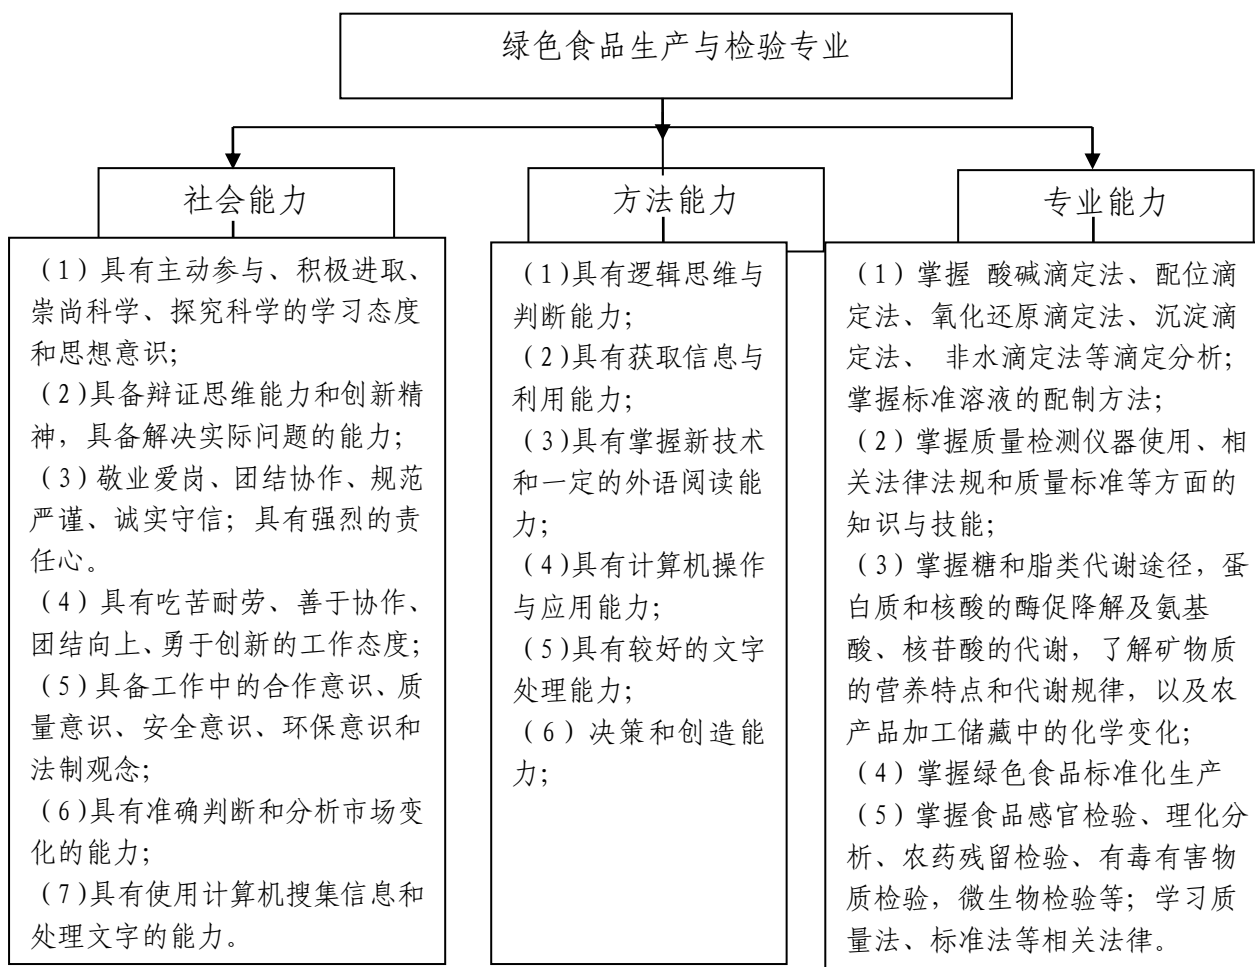 绿色食品生产与检验专业
社会能力
（1）具有主动参与、积极进取、
崇尚科学、探究科学的学习态度
和思想意识；
（2）具备辩证思维能力和创新精
神，具备解决实际问题的能力；
（3）敬业爱岗、团结协作、规范
严谨、诚实守信；具有强烈的责
任心。
（4）具有吃苦耐劳、善于协作、
团结向上、勇于创新的工作态度；
（5）具备工作中的合作意识、质
量意识、安全意识、环保意识和
法制观念；
（6）具有准确判断和分析市场变
化的能力；
（7）具有使用计算机搜集信息和
处理文字的能力。
方法能力
（1）具有逻辑思维与
判断能力；
（2）具有获取信息与
利用能力；
（3）具有掌握新技术
和一定的外语阅读能
力；
（4）具有计算机操作
与应用能力；
（5）具有较好的文字
处理能力；
（6）决策和创造能
力；
专业能力
（1）掌握 酸碱滴定法、配位滴
定法、氧化还原滴定法、沉淀滴
定法、 非水滴定法等滴定分析；
掌握标准溶液的配制方法；
（2）掌握质量检测仪器使用、相
关法律法规和质量标准等方面的
知识与技能；
（3）掌握糖和脂类代谢途径，蛋
白质和核酸的酶促降解及氨基
酸、核苷酸的代谢，了解矿物质
的营养特点和代谢规律，以及农
产品加工储藏中的化学变化；
（4）掌握绿色食品标准化生产
（5）掌握食品感官检验、理化分
析、农药残留检验、有毒有害物
质检验，微生物检验等；学习质
量法、标准法等相关法律。